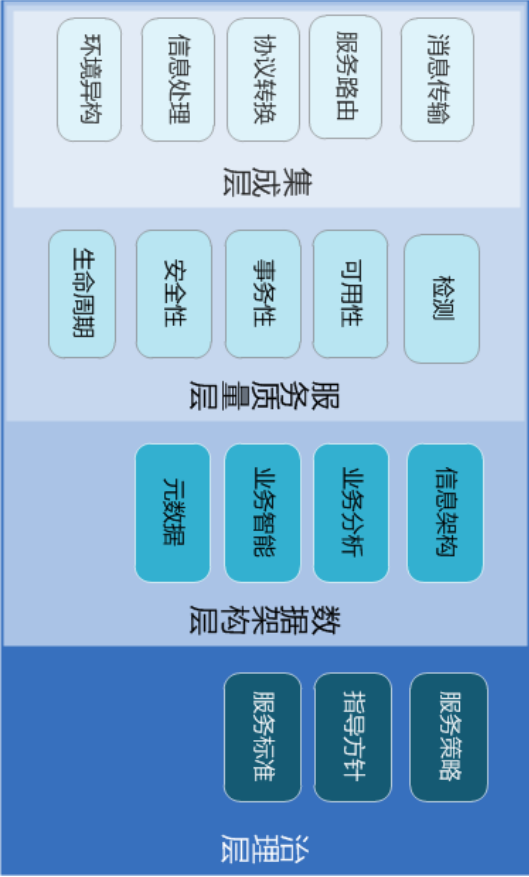 消息传输
服务路由
协议转换
信息处理
环境异构
集成层
检测
可用性
事务性
安全性
生命周期
服务质量层
信息架构
业务分析
业务智能
元数据
数据架构层
服务策略
指导方针
服务标准
治理层